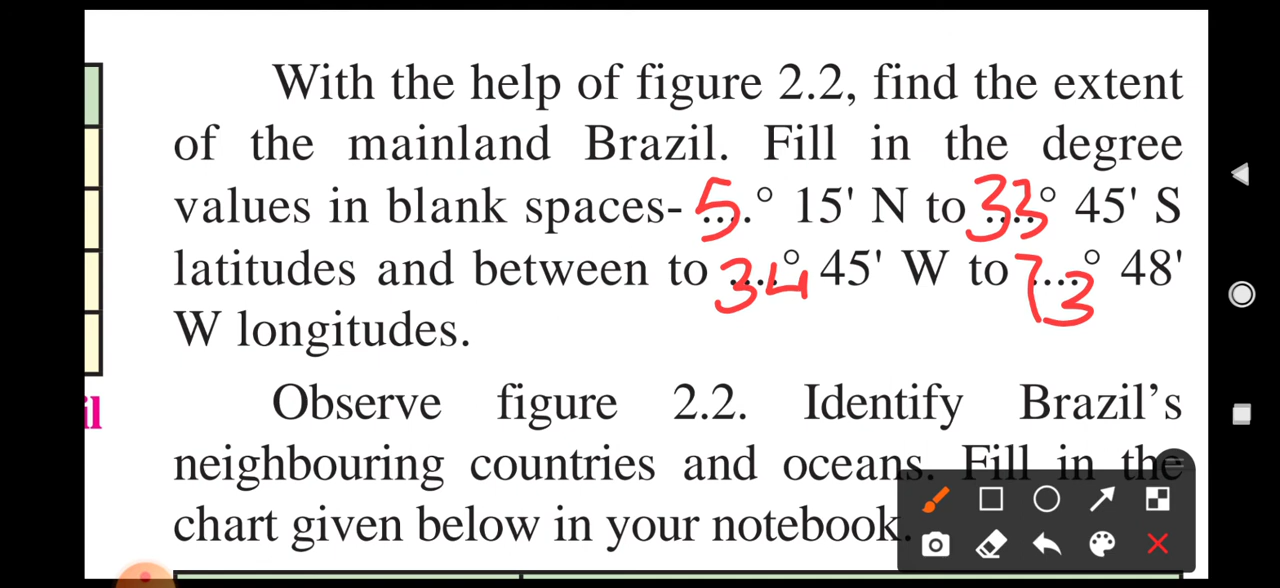 With the help of figure 2.2, find the extent
of the mainland Brazil. Fill in the degree
values in blank spaces- 5....° 15' N to 33....° 45' S
latitudes and between to 34....° 45' W to 73....° 48'
W longitudes.
il
Observe figure 2.2. Identify Brazil's
neighbouring countries and oceans. Fill in the
chart given below in your notebook.